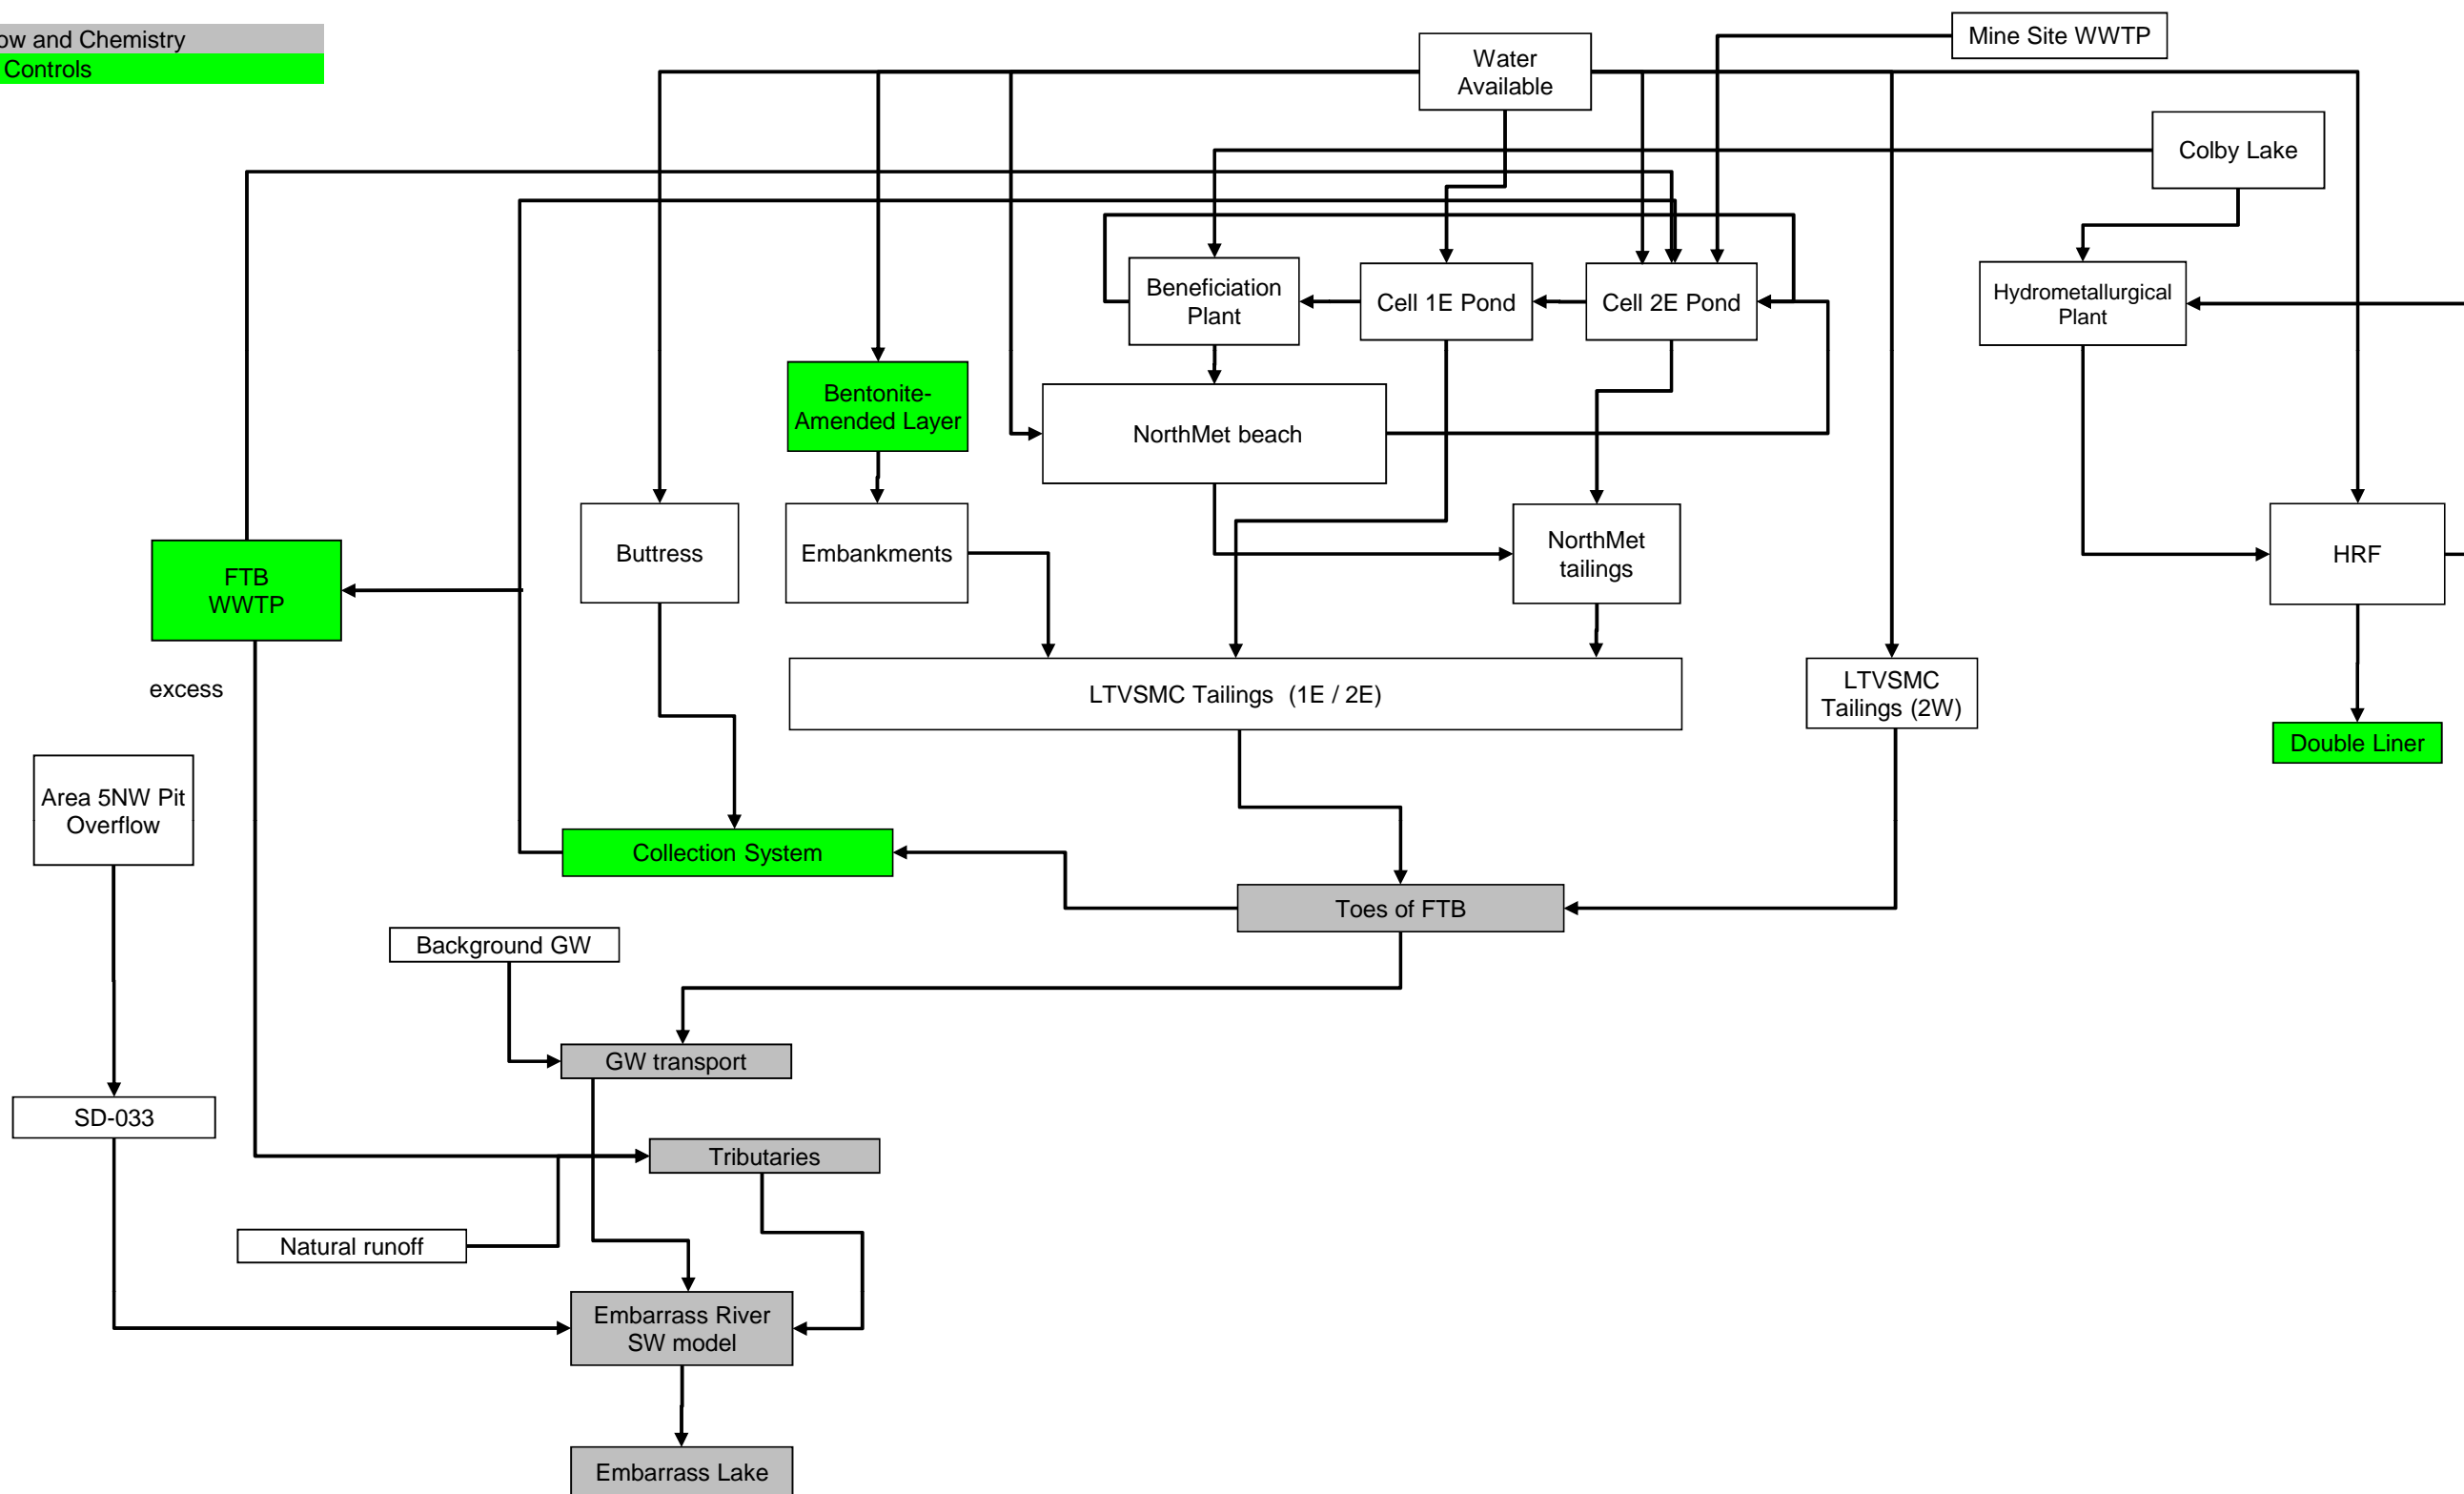 and Chemistry
Controls
Mine Site WWTP
Water
Available
Colby Lake
Beneficiation
Plant
Cell 1E Pond
Cell 2E Pond
Hydrometallurgical
Plant
Bentonite-
Amended Layer
NorthMet beach
Buttress
Embankments
NorthMet
tailings
HRF
FTB
WWTP
excess
LTVSMC Tailings (1E / 2E)
LTVSMC
Tailings (2W)
Double Liner
Area 5NW Pit
Overflow
Collection System
Toes of FTB
Background GW
GW transport
SD-033
Tributaries
Natural runoff
Embarrass River
SW model
Embarrass Lake